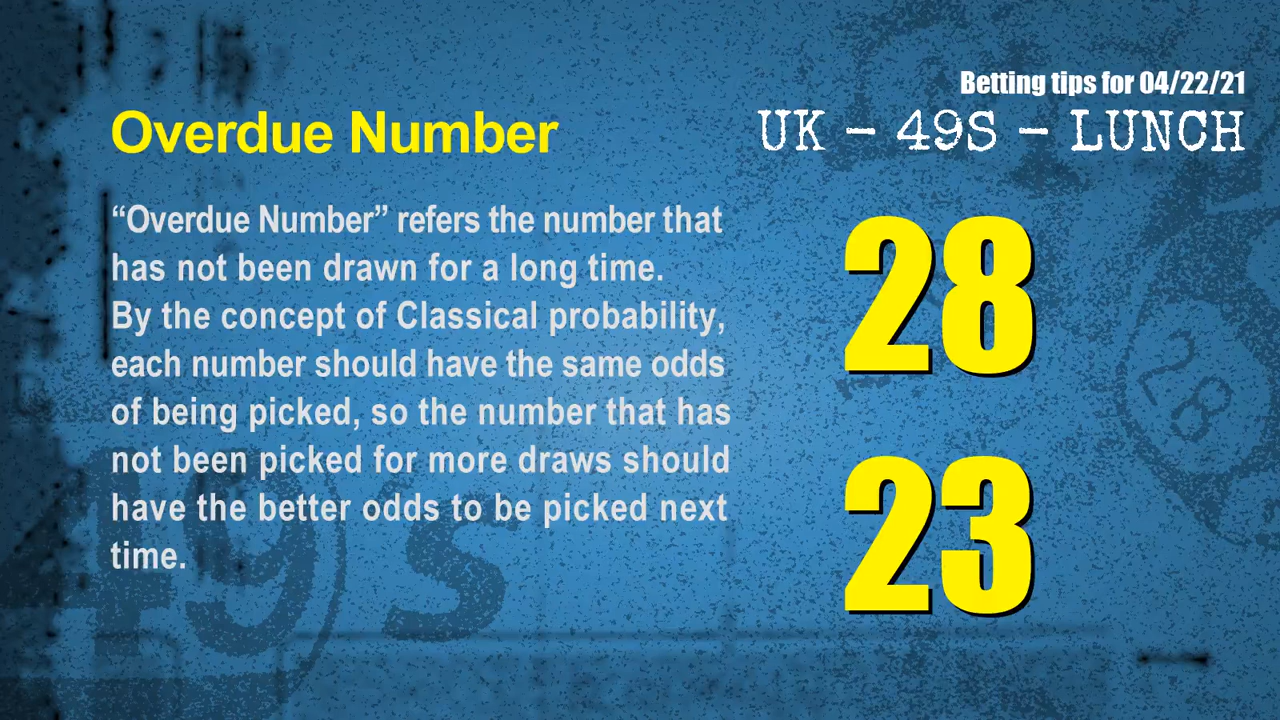 Betting tips for 04/22/21
UK - 49S - LUNCH
Overdue Number
“Overdue Number” refers the number that
has not been drawn for a long time.
By the concept of Classical probability,
each number should have the same odds
of being picked, so the number that has
not been picked for more draws should
have the better odds to be picked next
time.
28
23
28
49's